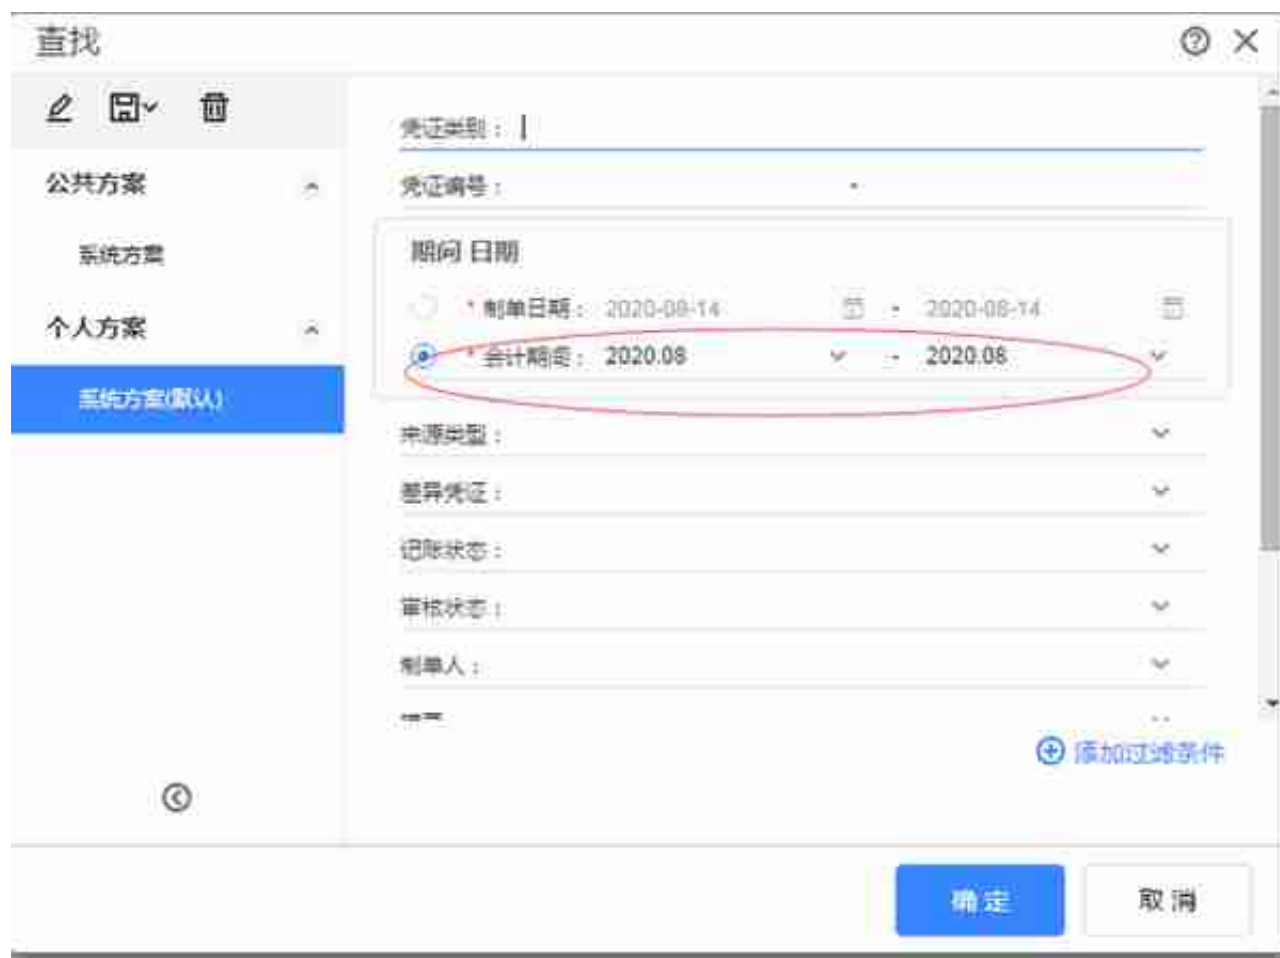 查找
公共方案
系统方案
个人方案
系统方案(默认)
凭证类别：
凭证编号： -
期间 日期
* 制单日期： 2020-08-14 - 2020-08-14
* 会计期间： 2020.08 - 2020.08
来源类型：
差异凭证：
记账状态：
审核状态：
制单人：
添加过滤条件
确定
取消